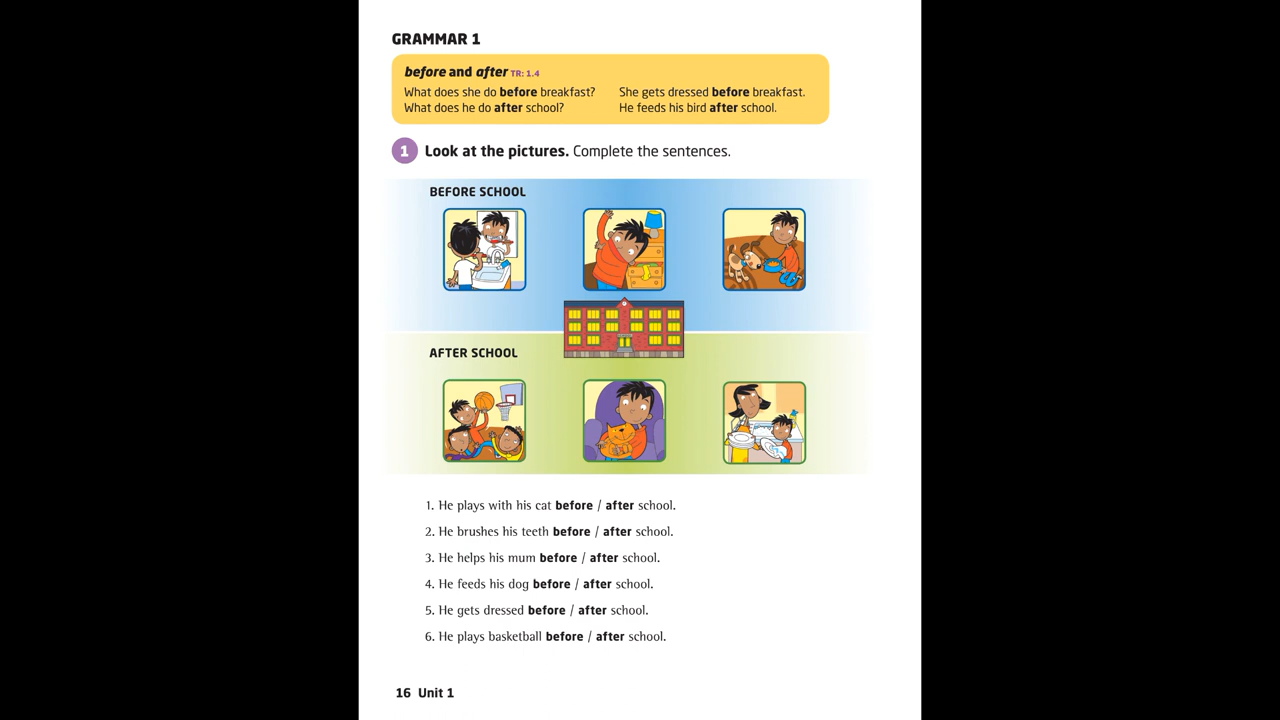 GRAMMAR 1
before and after TR: 1.4
What does she do before breakfast? She gets dressed before breakfast.
What does he do after school? He feeds his bird after school.
1 Look at the pictures. Complete the sentences.
BEFORE SCHOOL
AFTER SCHOOL
1. He plays with his cat before / after school.
2. He brushes his teeth before / after school.
3. He helps his mum before / after school.
4. He feeds his dog before / after school.
5. He gets dressed before / after school.
6. He plays basketball before / after school.
16 Unit 1